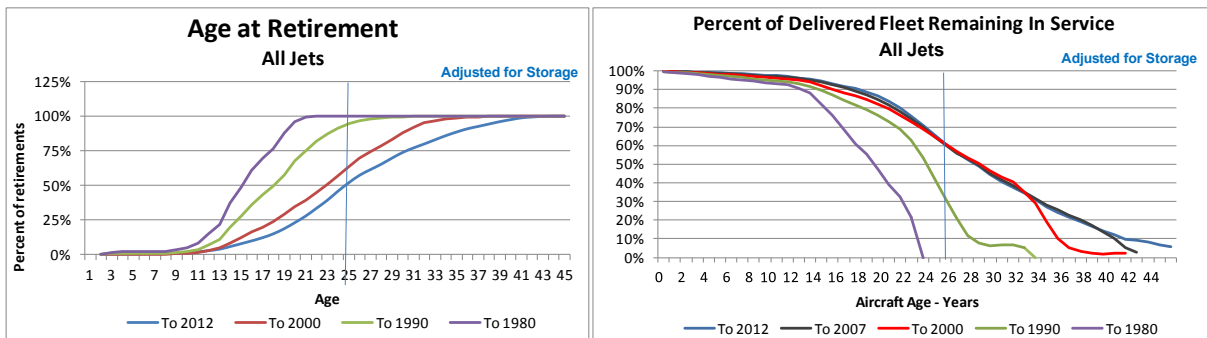 Age at Retirement
All Jets
Adjusted for Storage
125%
100%
75%
50%
25%
0%
Percent of retirements
1 3 5 7 9 11 13 15 17 19 21 23 25 27 29 31 33 35 37 39 41 43 45
Age
To 2012 To 2000 To 1990 To 1980
Percent of Delivered Fleet Remaining In Service
All Jets
Adjusted for Storage
100%
90%
80%
70%
60%
50%
40%
30%
20%
10%
0%
0 2 4 6 8 10 12 14 16 18 20 22 24 26 28 30 32 34 36 38 40 42 44
Aircraft Age - Years
To 2012 To 2007 To 2000 To 1990 To 1980